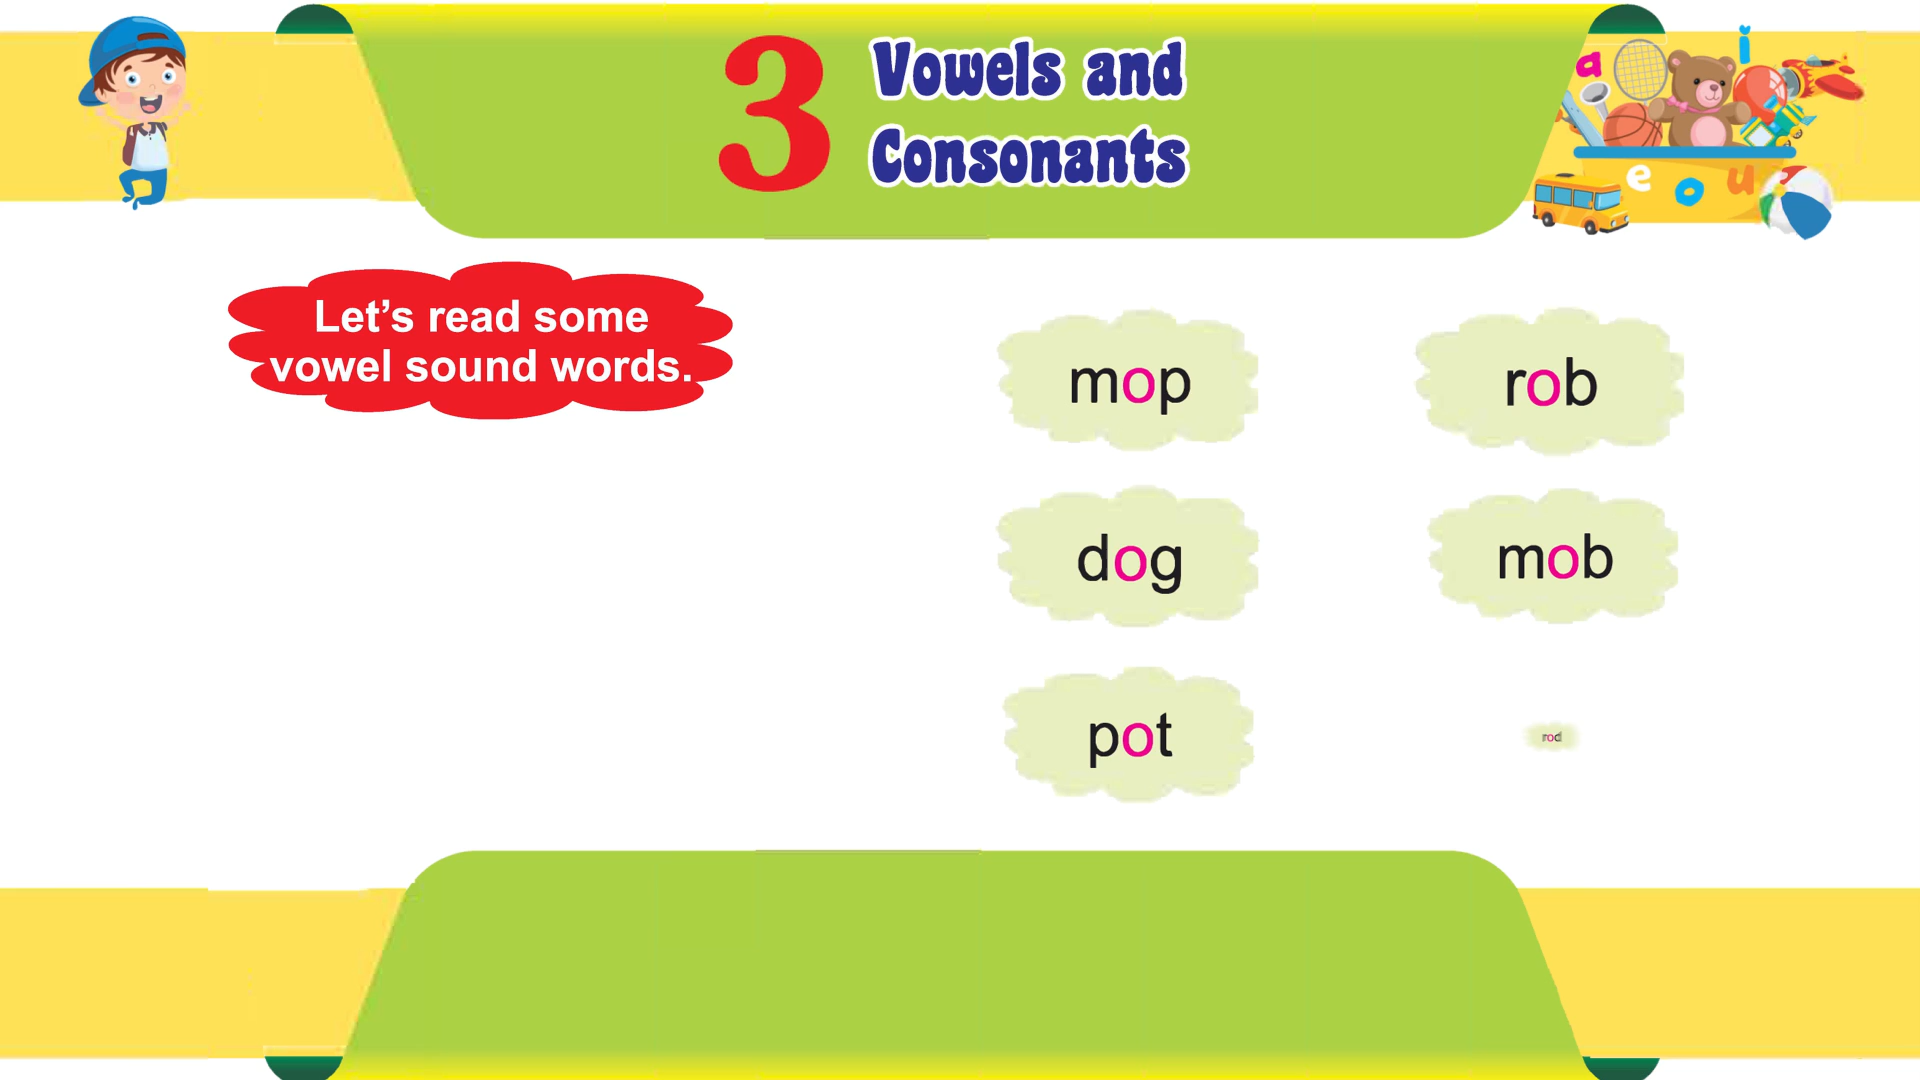 3
Vowels and
Consonants
a
i
e
o
u
Let's read some
vowel sound words.
mop
rob
dog
mob
pot
rod